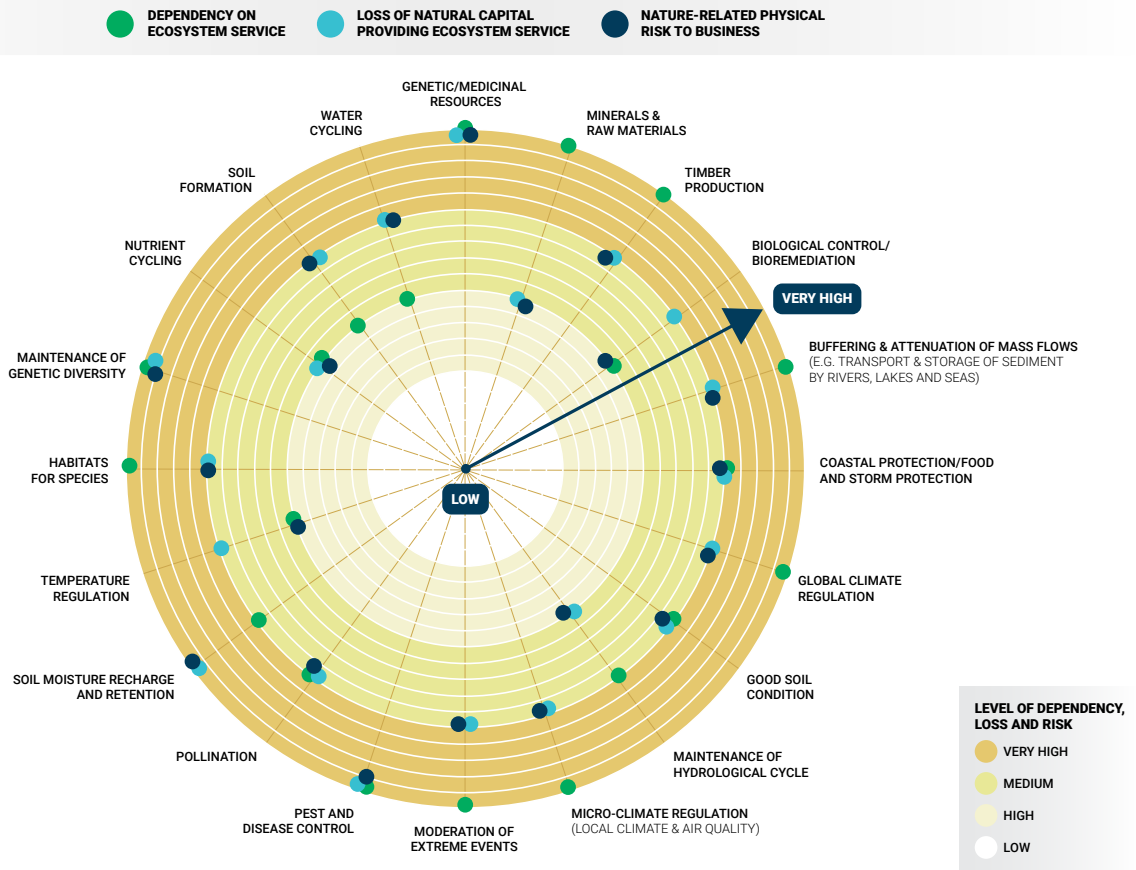 DEPENDENCY ON
ECOSYSTEM SERVICE
LOSS OF NATURAL CAPITAL
PROVIDING ECOSYSTEM SERVICE
NATURE-RELATED PHYSICAL
RISK TO BUSINESS
GENETIC/MEDICINAL
RESOURCES
MINERALS &
RAW MATERIALS
TIMBER
PRODUCTION
BIOLOGICAL CONTROL/
BIOREMEDIATION
VERY HIGH
BUFFERING & ATTENUATION OF MASS FLOWS
(E.G. TRANSPORT & STORAGE OF SEDIMENT
BY RIVERS, LAKES AND SEAS)
COASTAL PROTECTION/FOOD
AND STORM PROTECTION
GLOBAL CLIMATE
REGULATION
GOOD SOIL
CONDITION
MAINTENANCE OF
HYDROLOGICAL CYCLE
MICRO-CLIMATE REGULATION
(LOCAL CLIMATE & AIR QUALITY)
MODERATION OF
EXTREME EVENTS
PEST AND
DISEASE CONTROL
POLLINATION
SOIL MOISTURE RECHARGE
AND RETENTION
TEMPERATURE
REGULATION
HABITATS
FOR SPECIES
MAINTENANCE OF
GENETIC DIVERSITY
NUTRIENT
CYCLING
SOIL
FORMATION
WATER
CYCLING
LOW
LEVEL OF DEPENDENCY,
LOSS AND RISK
VERY HIGH
MEDIUM
HIGH
LOW